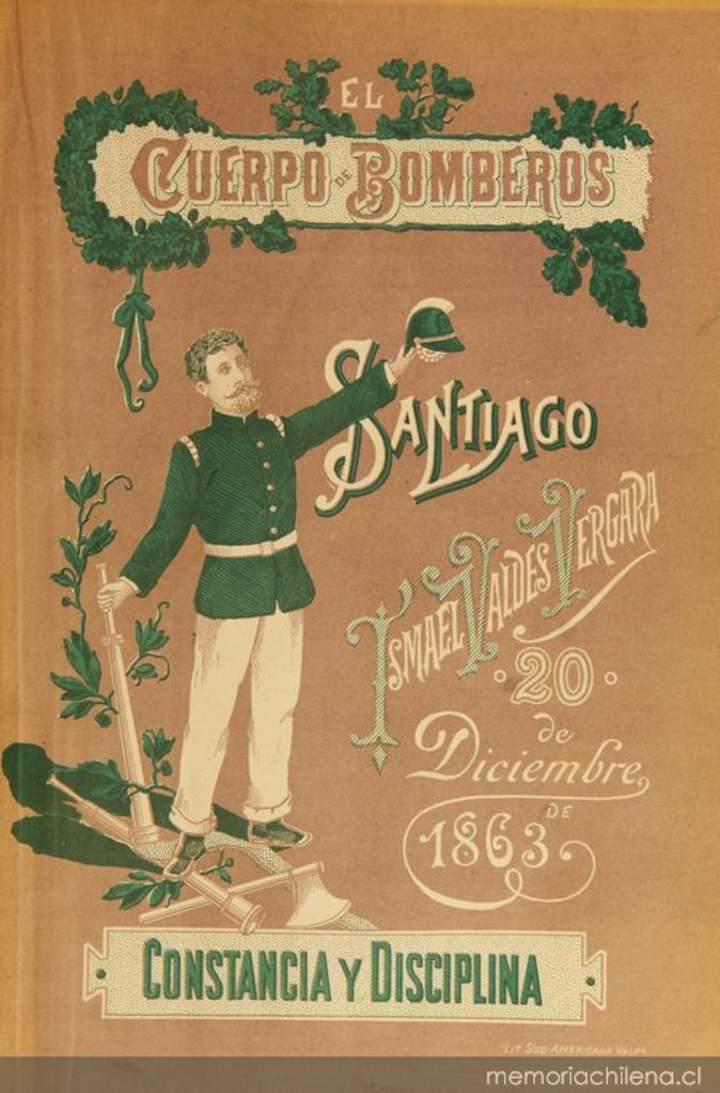 EL
CUERPO DE BOMBEROS
SANTIAGO
ISMAEL VALDES VERGARA
20
de
Diciembre
DE
1863
CONSTANCIA Y DISCIPLINA
LIT SUD-AMERICANA VALPº
memoriachilena.cl